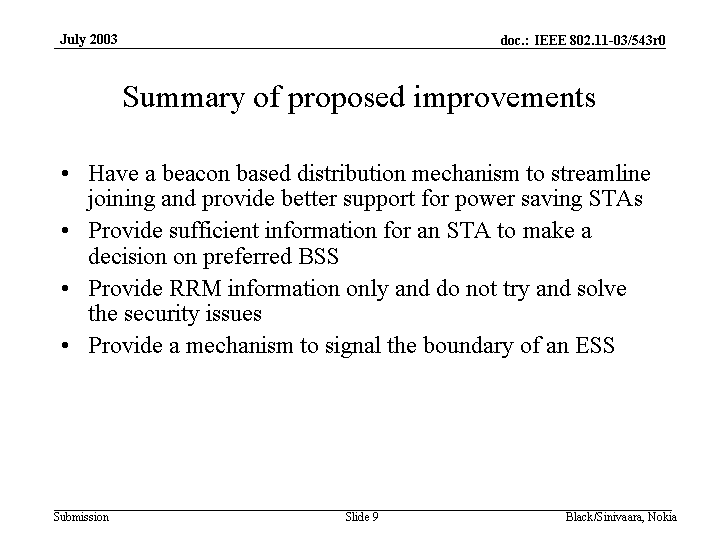 July 2003
doc.: IEEE 802.11-03/543r0
Summary of proposed improvements
• Have a beacon based distribution mechanism to streamline
joining and provide better support for power saving STAs
• Provide sufficient information for an STA to make a
decision on preferred BSS
• Provide RRM information only and do not try and solve
the security issues
• Provide a mechanism to signal the boundary of an ESS
Submission
Slide 9
Black/Sinivaara, Nokia